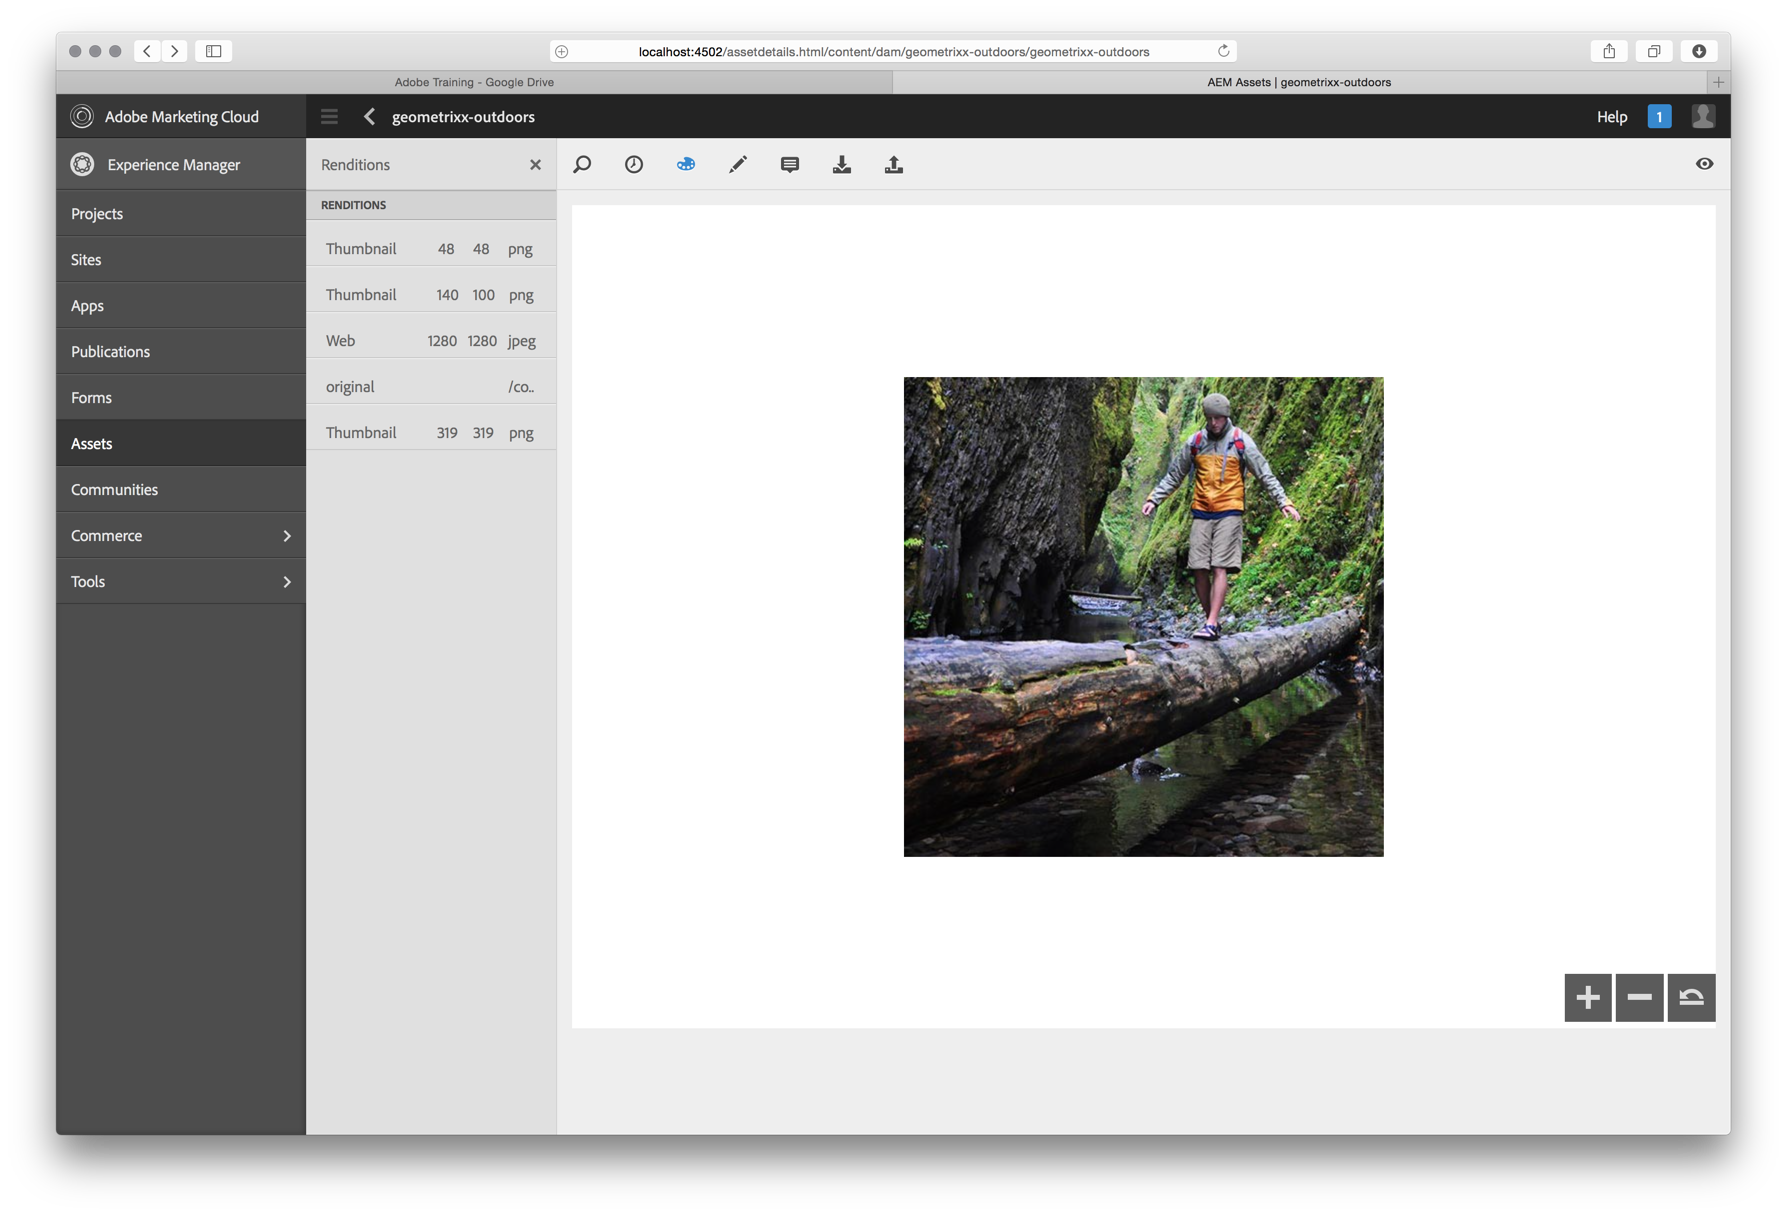 localhost:4502/assetdetails.html/content/dam/geometrixx-outdoors/geometrixx-outdoors
Adobe Training - Google Drive
AEM Assets | geometrixx-outdoors
Adobe Marketing Cloud
geometrixx-outdoors
Help
1
Experience Manager
Renditions
Projects
Sites
Apps
Publications
Forms
Assets
Communities
Commerce
Tools
RENDITIONS
Thumbnail 48 48 png
Thumbnail 140 100 png
Web 1280 1280 jpeg
original /co..
Thumbnail 319 319 png